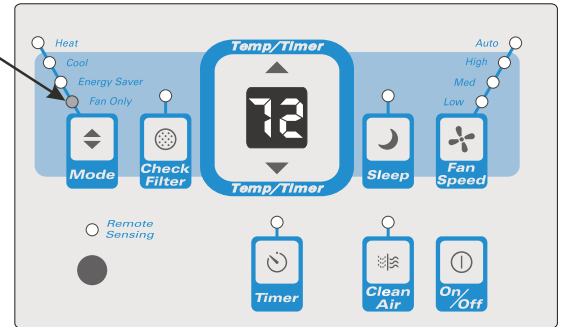 Heat
Cool
Energy Saver
Fan Only
Mode
Check
Filter
Temp/Timer
72
Temp/Timer
Sleep
Auto
High
Med
Low
Fan
Speed
Remote
Sensing
Timer
Clean
Air
On/Off